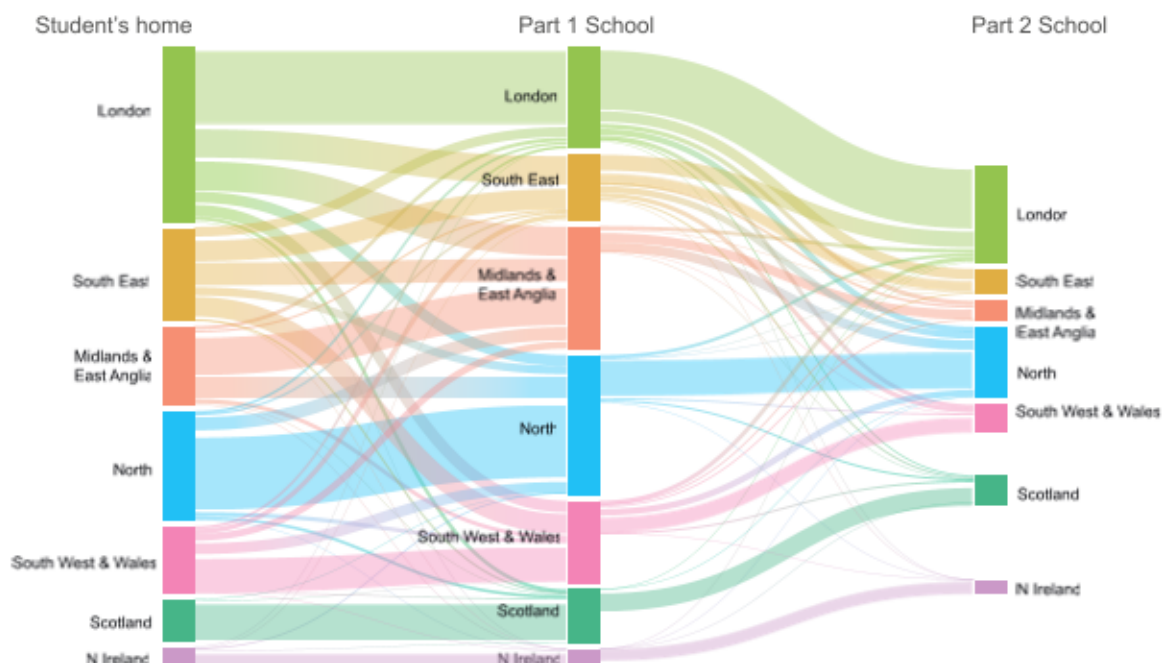 Student's home
Part 1 School
Part 2 School
London
South East
Midlands &
East Anglia
North
South West & Wales
Scotland
N Ireland
London
South East
Midlands &
East Anglia
North
South West & Wales
Scotland
N Ireland
London
South East
Midlands &
East Anglia
North
South West & Wales
Scotland
N Ireland